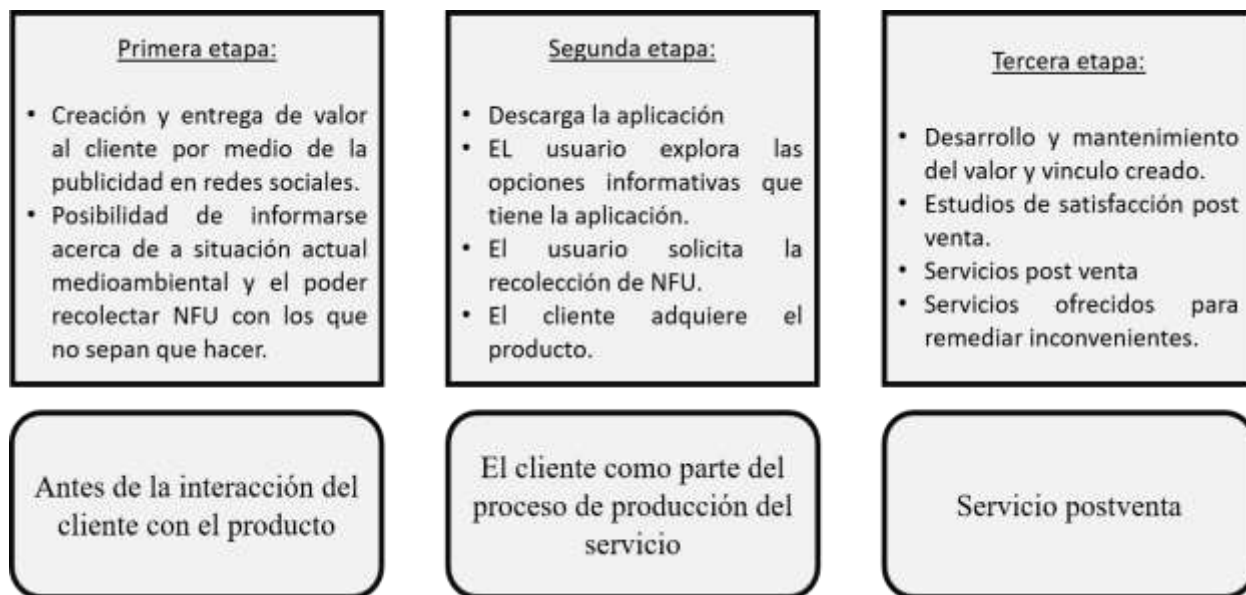 Primera etapa:
• Creación y entrega de valor
al cliente por medio de la
publicidad en redes sociales.
• Posibilidad de informarse
acerca de a situación actual
medioambiental y el poder
recolectar NFU con los que
no sepan que hacer.
Segunda etapa:
• Descarga la aplicación
• EL usuario explora las
opciones informativas que
tiene la aplicación.
• El usuario solicita la
recolección de NFU.
• El cliente adquiere el
producto.
Tercera etapa:
• Desarrollo y mantenimiento
del valor y vinculo creado.
• Estudios de satisfacción post
venta.
• Servicios post venta
• Servicios ofrecidos para
remediar inconvenientes.
Antes de la interacción del
cliente con el producto
El cliente como parte del
proceso de producción del
servicio
Servicio postventa